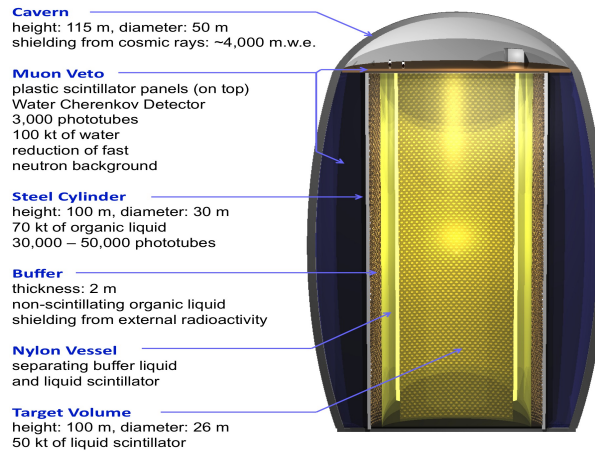 Cavern
height: 115 m, diameter: 50 m
shielding from cosmic rays: ~4,000 m.w.e.
Muon Veto
plastic scintillator panels (on top)
Water Cherenkov Detector
3,000 phototubes
100 kt of water
reduction of fast
neutron background
Steel Cylinder
height: 100 m, diameter: 30 m
70 kt of organic liquid
30,000 – 50,000 phototubes
Buffer
thickness: 2 m
non-scintillating organic liquid
shielding from external radioactivity
Nylon Vessel
separating buffer liquid
and liquid scintillator
Target Volume
height: 100 m, diameter: 26 m
50 kt of liquid scintillator